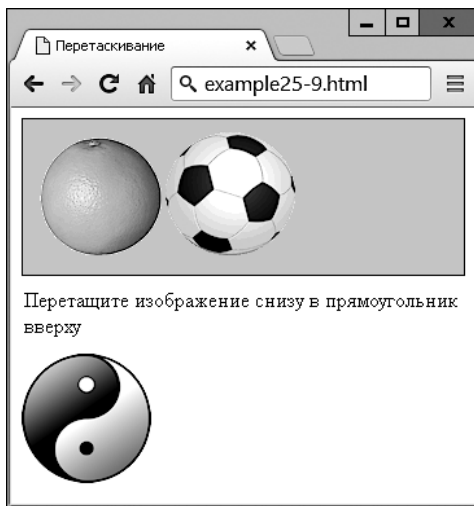 Перетаскивание
example25-9.html
Перетащите изображение снизу в прямоугольник
вверху